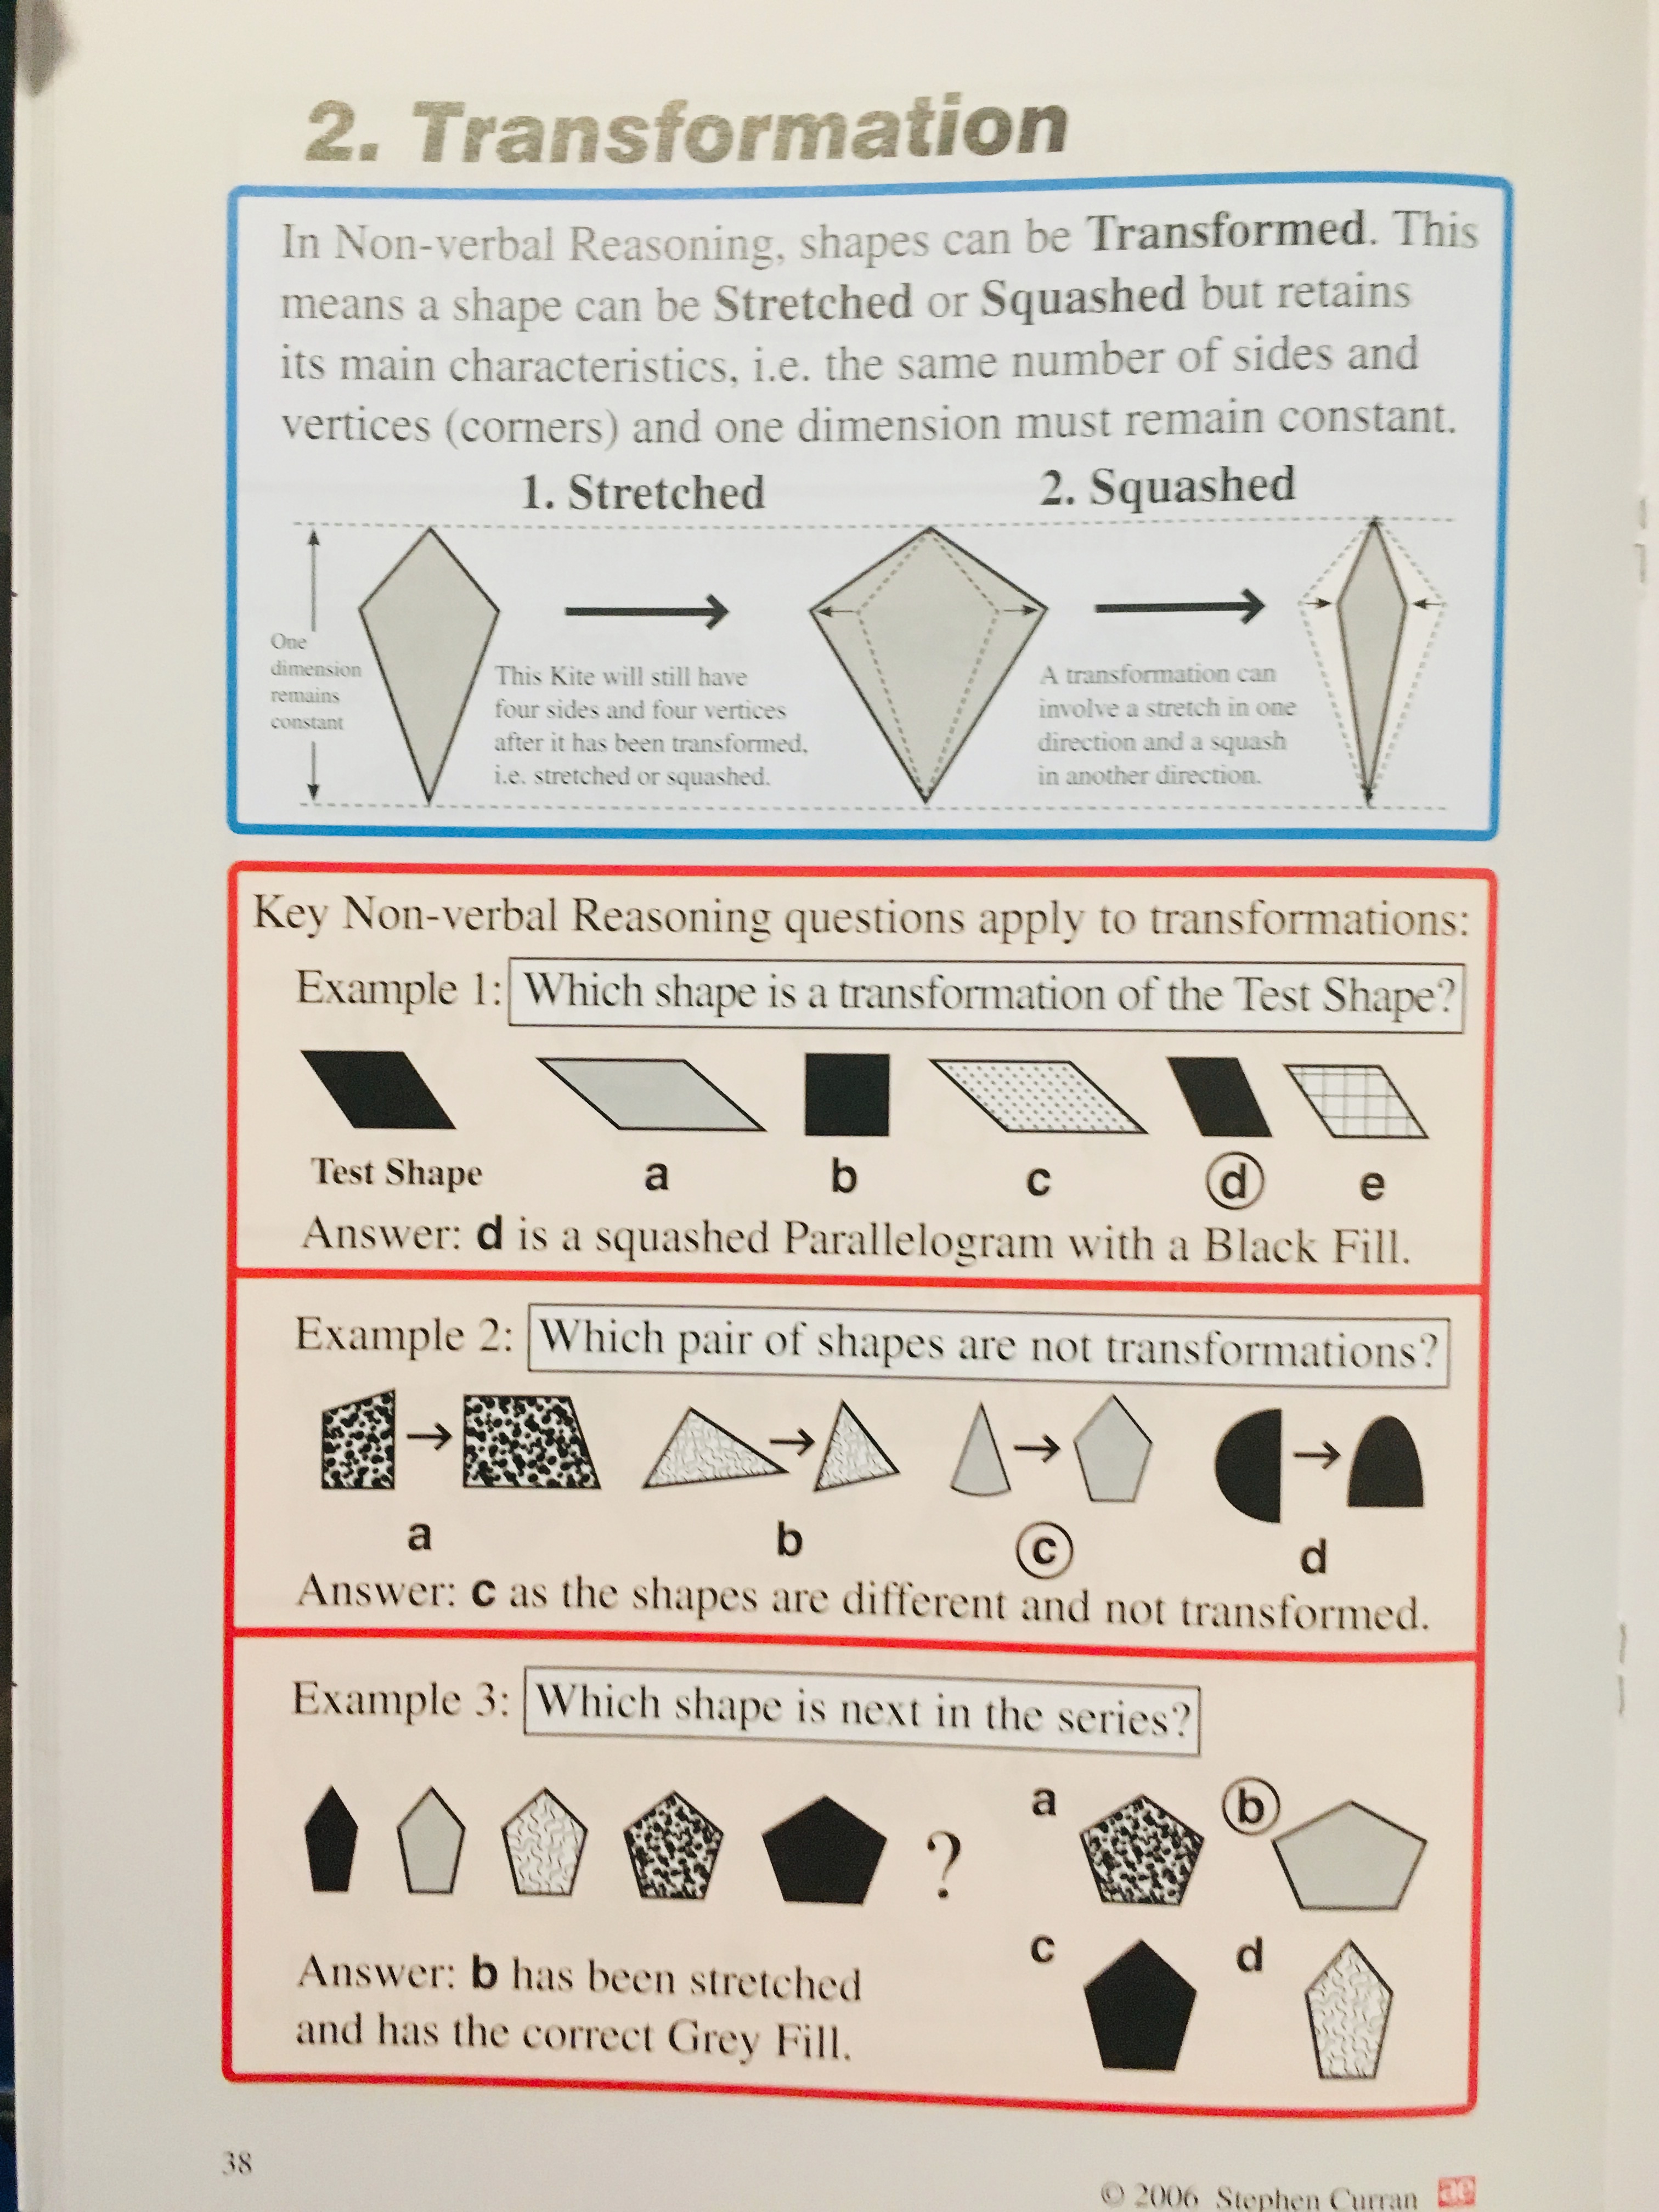 2. Transformation
In Non-verbal Reasoning, shapes can be Transformed. This
means a shape can be Stretched or Squashed but retains
its main characteristics, i.e. the same number of sides and
vertices (corners) and one dimension must remain constant.
1. Stretched
2. Squashed
One
dimension
remains
constant
This Kite will still have
four sides and four vertices
after it has been transformed,
i.e. stretched or squashed.
A transformation can
involve a stretch in one
direction and a squash
in another direction.
Key Non-verbal Reasoning questions apply to transformations:
Example 1: Which shape is a transformation of the Test Shape?
Test Shape a b c d e
Answer: d is a squashed Parallelogram with a Black Fill.
Example 2: Which pair of shapes are not transformations?
a b c d
Answer: c as the shapes are different and not transformed.
Example 3: Which shape is next in the series?
? a b
c d
Answer: b has been stretched
and has the correct Grey Fill.
38
© 2006 Stephen Curran ae